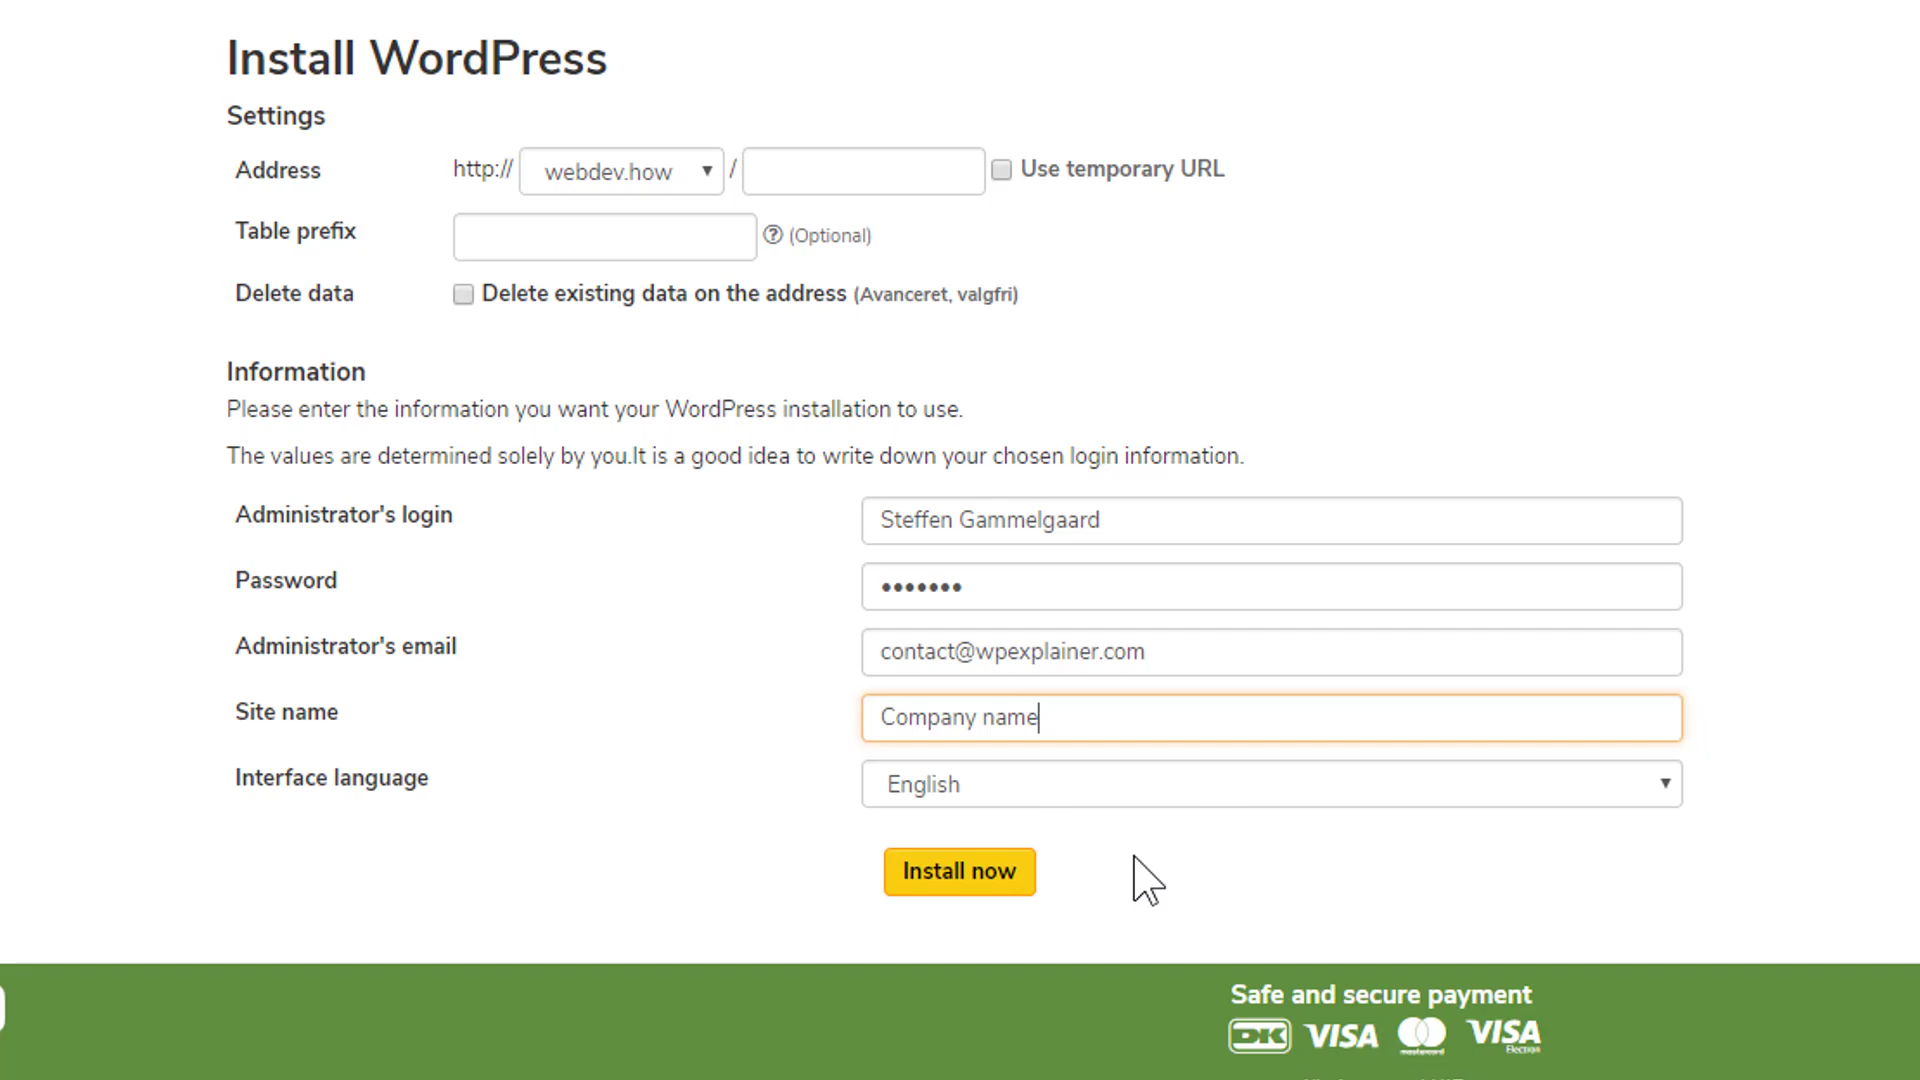 Install WordPress
Settings
Address http:// webdev.how / Use temporary URL
Table prefix (Optional)
Delete data Delete existing data on the address (Avanceret, valgfri)
Information
Please enter the information you want your WordPress installation to use.
The values are determined solely by you.It is a good idea to write down your chosen login information.
Administrator's login Steffen Gammelgaard
Password •••••••
Administrator's email contact@wpexplainer.com
Site name Company name
Interface language English
Install now
Safe and secure payment
DK VISA mastercard VISA Electron